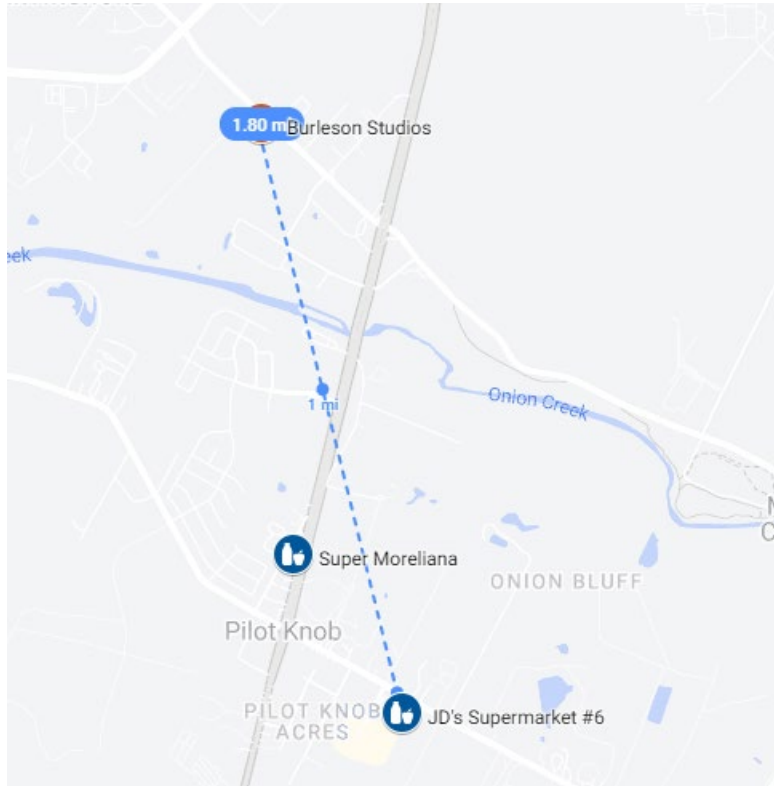 1.80 m
Burleson Studios
eek
1 mi
Onion Creek
Super Moreliana
ONION BLUFF
Pilot Knob
PILOT KNOB
ACRES
JD's Supermarket #6